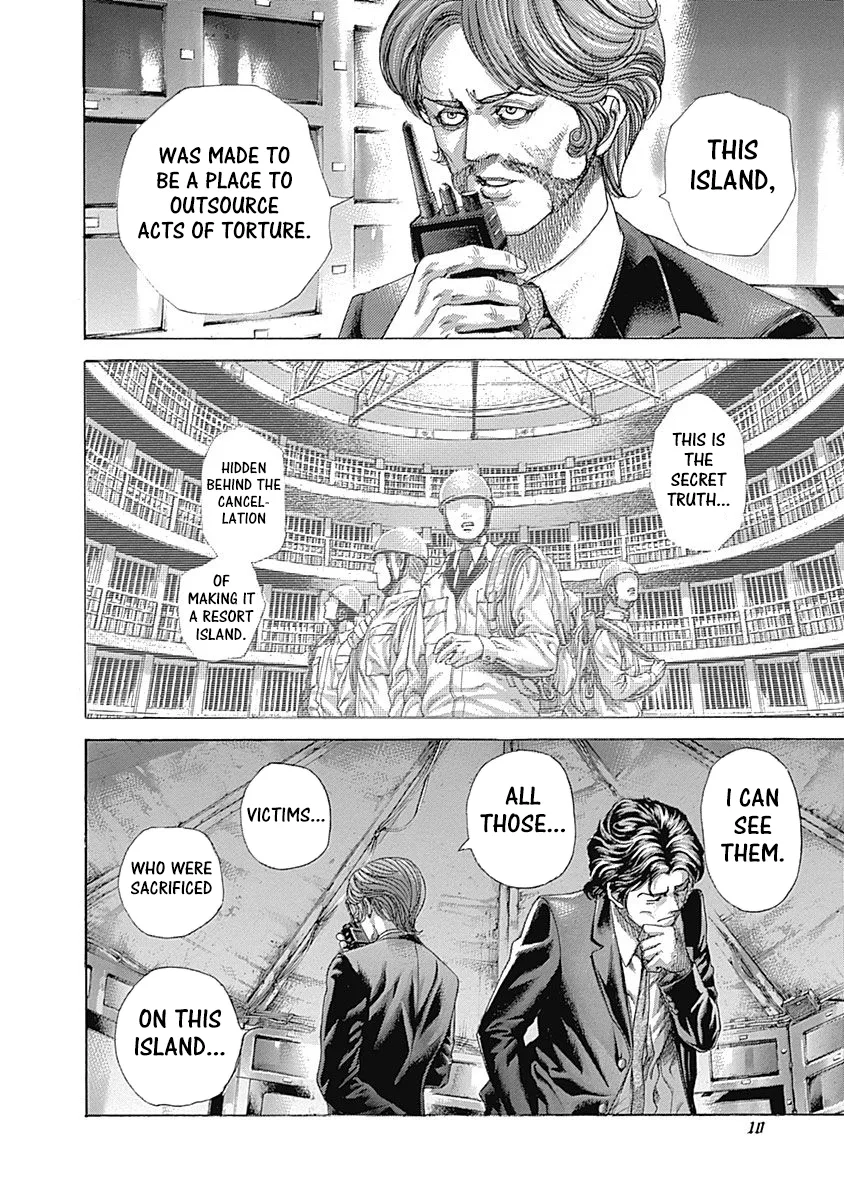 THIS
ISLAND,
WAS MADE TO
BE A PLACE TO
OUTSOURCE
ACTS OF TORTURE.
THIS IS
THE
SECRET
TRUTH...
HIDDEN
BEHIND THE
CANCEL-
LATION
OF
MAKING IT
A RESORT
ISLAND.
I CAN
SEE
THEM.
ALL
THOSE...
VICTIMS...
WHO WERE
SACRIFICED
ON THIS
ISLAND...
10